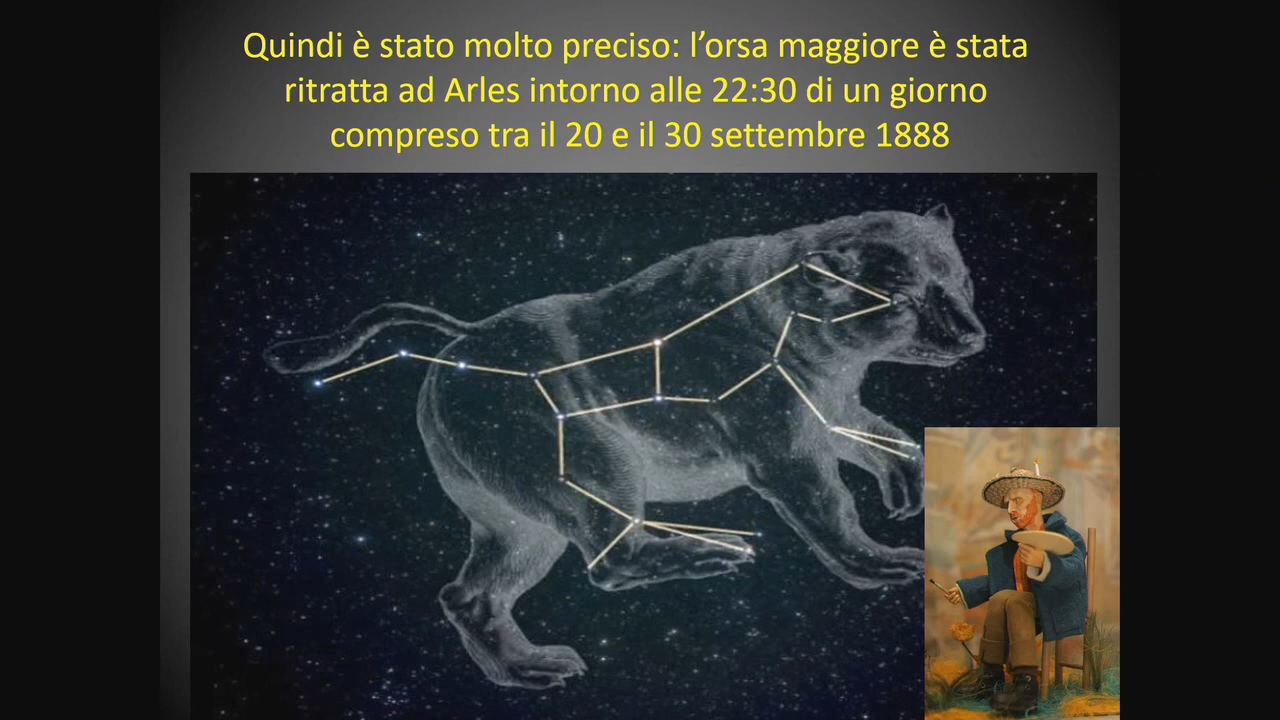 Quindi è stato molto preciso: l’orsa maggiore è stata
ritratta ad Arles intorno alle 22:30 di un giorno
compreso tra il 20 e il 30 settembre 1888